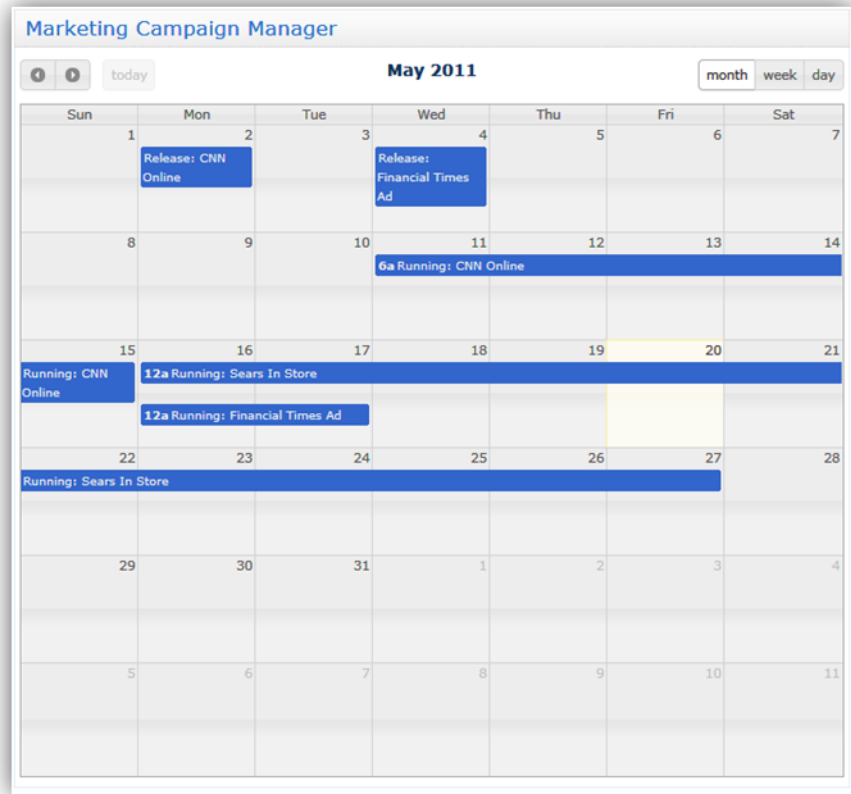 Marketing Campaign Manager
today
May 2011
month week day
Sun Mon Tue Wed Thu Fri Sat
1 2 3 4 5 6 7
Release: CNN
Online
Release:
Financial Times
Ad
8 9 10 11 12 13 14
6a Running: CNN Online
15 16 17 18 19 20 21
Running: CNN
Online
12a Running: Sears In Store
12a Running: Financial Times Ad
22 23 24 25 26 27 28
Running: Sears In Store
29 30 31 1 2 3 4
5 6 7 8 9 10 11